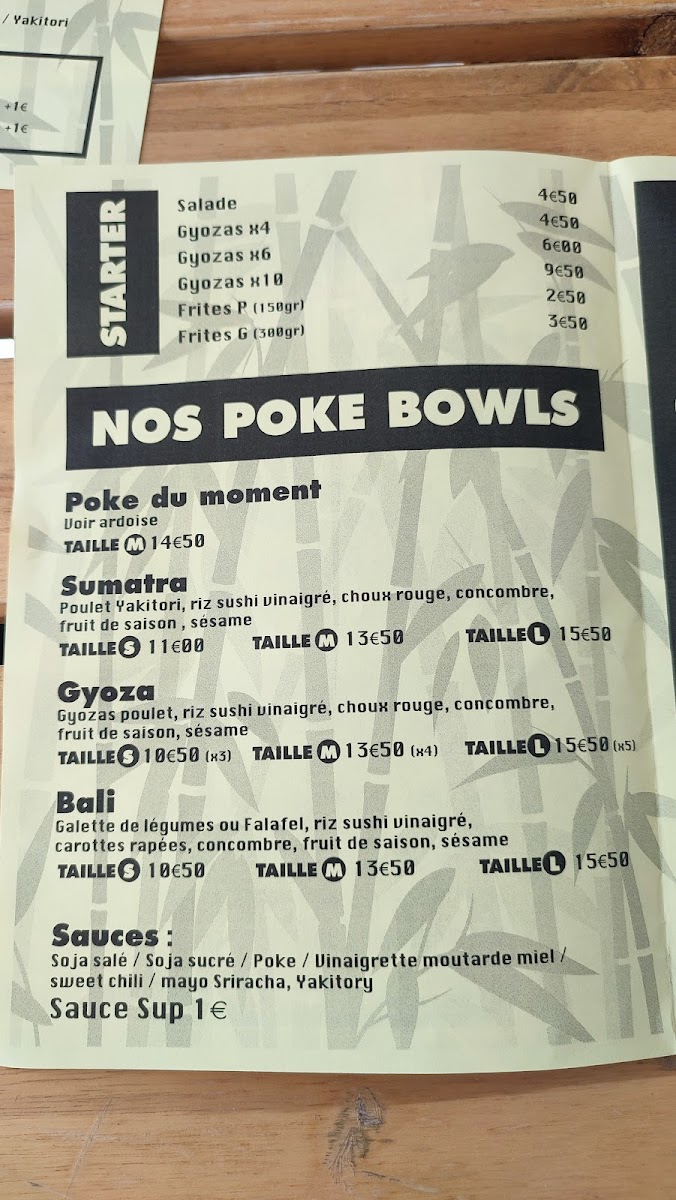 / Yakitori
+1€
+1€
STARTER
Salade 4€50
Gyozas x4 4€50
Gyozas x6 6€00
Gyozas x10 9€50
Frites P (150gr) 2€50
Frites G (300gr) 3€50
NOS POKE BOWLS
Poke du moment
Voir ardoise
TAILLE M 14€50
Sumatra
Poulet Yakitori, riz sushi vinaigré, choux rouge, concombre,
fruit de saison , sésame
TAILLE S 11€00 TAILLE M 13€50 TAILLE L 15€50
Gyoza
Gyozas poulet, riz sushi vinaigré, choux rouge, concombre,
fruit de saison, sésame
TAILLE S 10€50 (x3) TAILLE M 13€50 (x4) TAILLE L 15€50 (x5)
Bali
Galette de légumes ou Falafel, riz sushi vinaigré,
carottes rapées, concombre, fruit de saison, sésame
TAILLE S 10€50 TAILLE M 13€50 TAILLE L 15€50
Sauces :
Soja salé / Soja sucré / Poke / Vinaigrette moutarde miel /
sweet chili / mayo Sriracha, Yakitory
Sauce Sup 1€